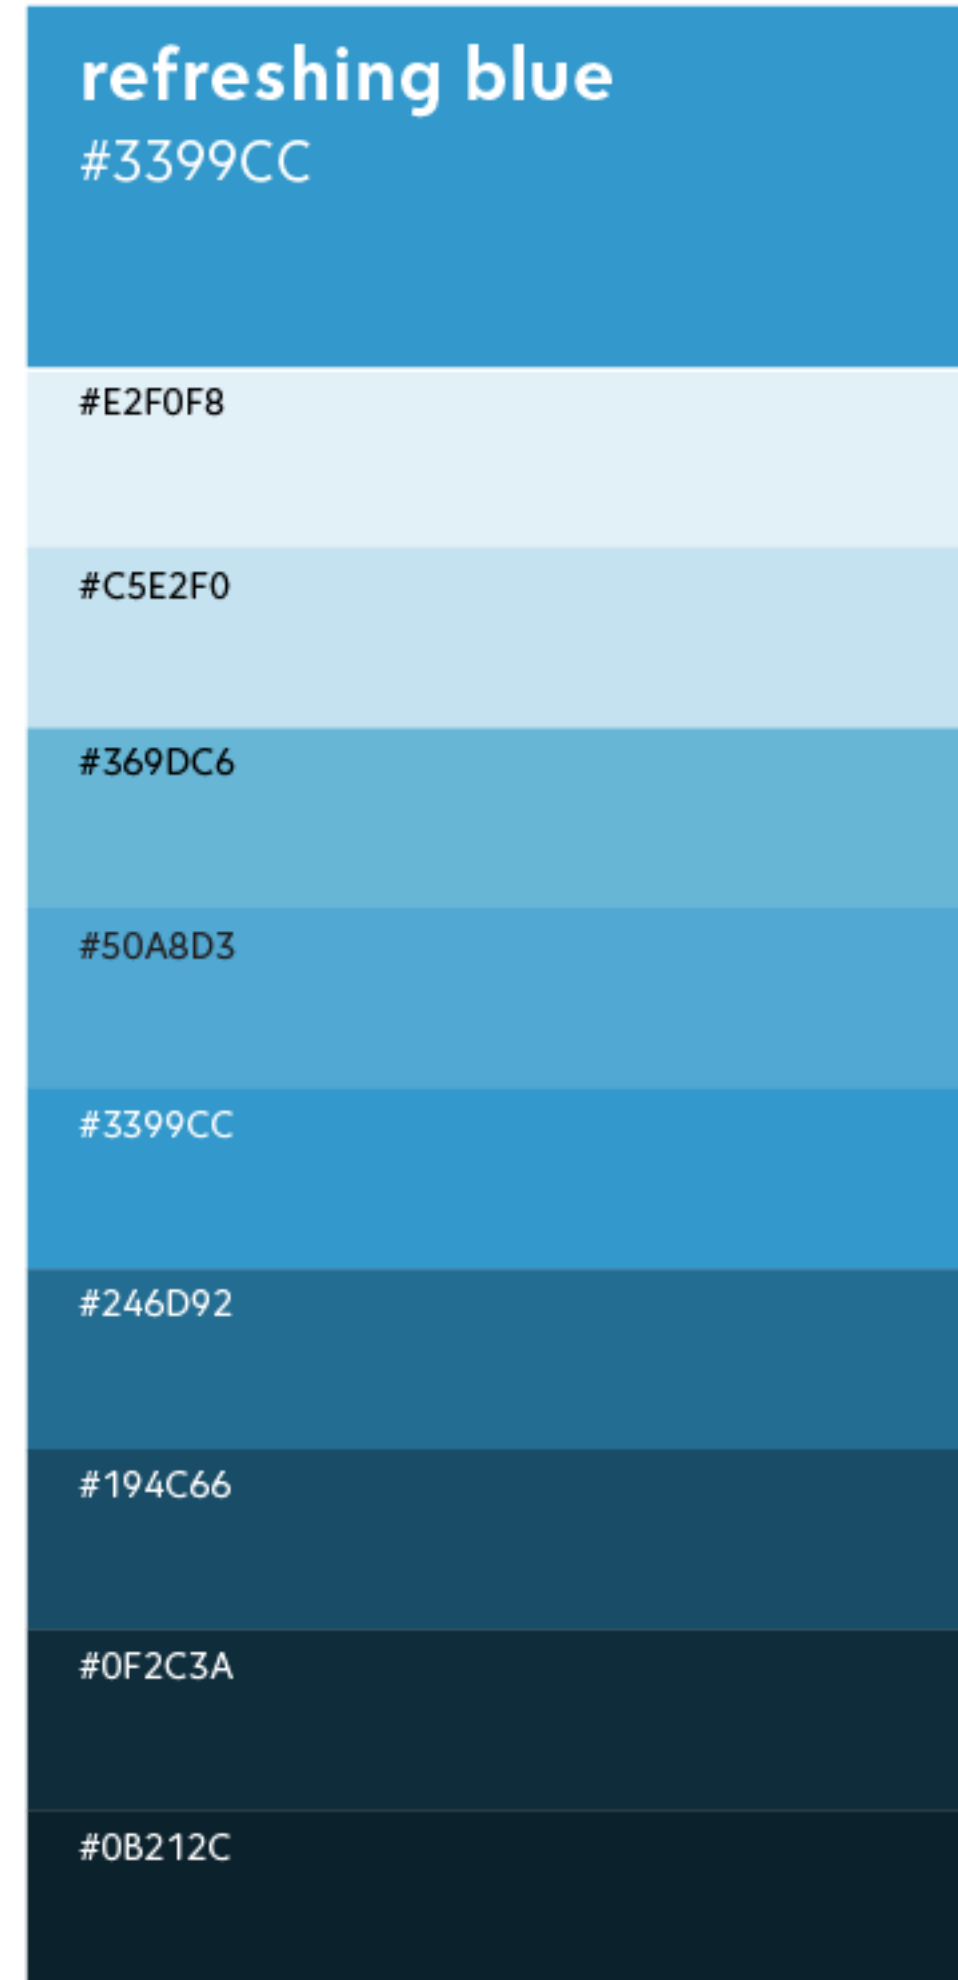 refreshing blue
#3399CC
#E2F0F8
#C5E2F0
#369DC6
#50A8D3
#3399CC
#246D92
#194C66
#0F2C3A
#0B212C